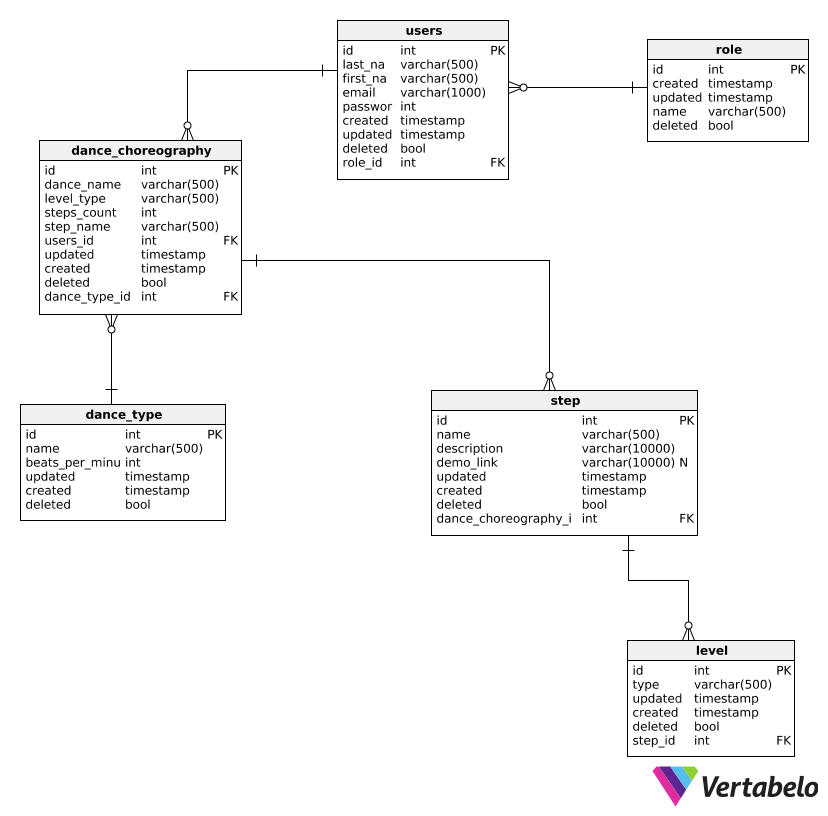 users
id int PK
last_na varchar(500)
first_na varchar(500)
email varchar(1000)
passwor int
created timestamp
updated timestamp
deleted bool
role_id int FK
role
id int PK
created timestamp
updated timestamp
name varchar(500)
deleted bool
dance_choreography
id int PK
dance_name varchar(500)
level_type varchar(500)
steps_count int
step_name varchar(500)
users_id int FK
updated timestamp
created timestamp
deleted bool
dance_type_id int FK
dance_type
id int PK
name varchar(500)
beats_per_minu int
updated timestamp
created timestamp
deleted bool
step
id int PK
name varchar(500)
description varchar(10000)
demo_link varchar(10000) N
updated timestamp
created timestamp
deleted bool
dance_choreography_i int FK
level
id int PK
type varchar(500)
updated timestamp
created timestamp
deleted bool
step_id int FK
Vertabelo